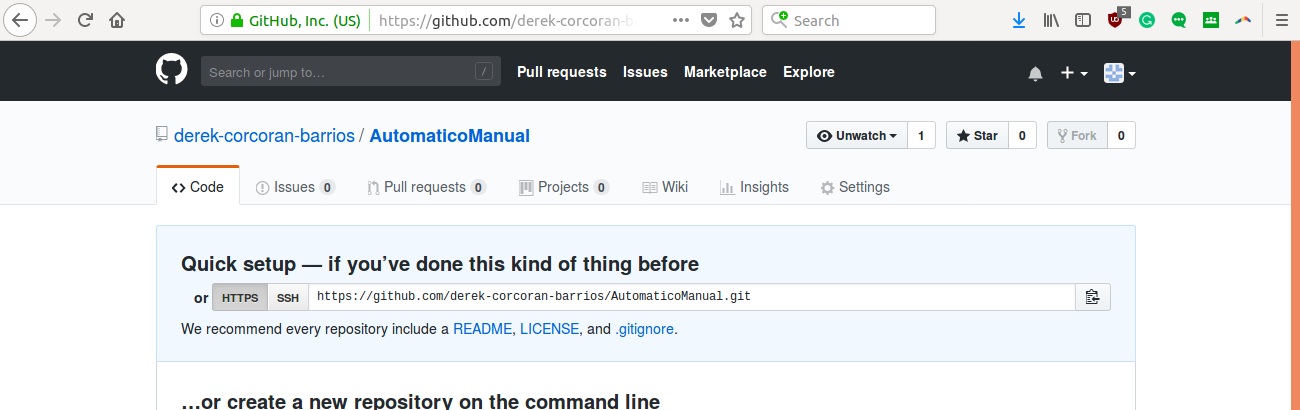 GitHub, Inc. (US) https://github.com/derek-corcoran-b Search 5
Search or jump to… / Pull requests Issues Marketplace Explore
derek-corcoran-barrios / AutomaticoManual Unwatch 1 Star 0 Fork 0
Code Issues 0 Pull requests 0 Projects 0 Wiki Insights Settings
Quick setup — if you’ve done this kind of thing before
or HTTPS SSH https://github.com/derek-corcoran-barrios/AutomaticoManual.git
We recommend every repository include a README, LICENSE, and .gitignore.
…or create a new repository on the command line